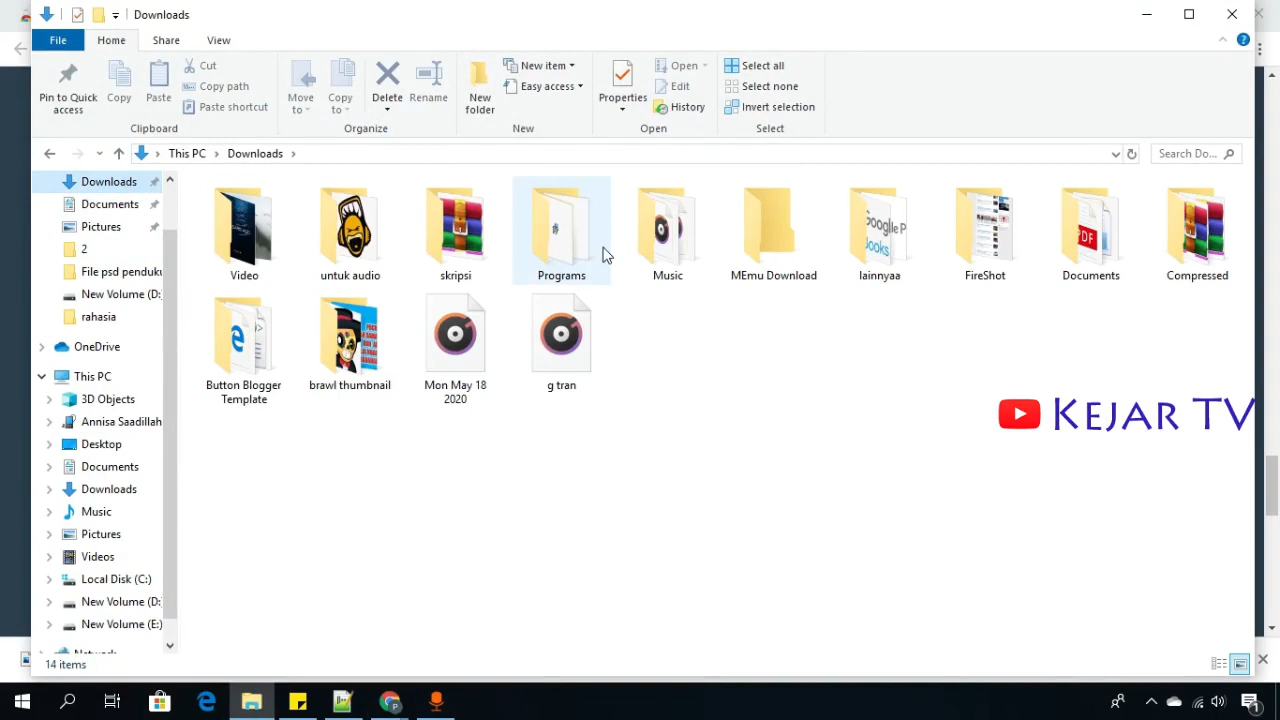 Downloads
File
Home
Share
View
Pin to Quick
access
Copy
Paste
Cut
Copy path
Paste shortcut
Clipboard
Move
to
Copy
to
Delete
Rename
Organize
New
folder
New item
Easy access
New
Properties
Open
Edit
History
Open
Select all
Select none
Invert selection
Select
This PC
Downloads
Search Do...
Downloads
Documents
Pictures
2
File psd penduku
New Volume (D:
rahasia
OneDrive
This PC
3D Objects
Annisa Saadillah
Desktop
Documents
Downloads
Music
Pictures
Videos
Local Disk (C:)
New Volume (D:
New Volume (E:)
Video
untuk audio
skripsi
Programs
Music
MEmu Download
Google P
Books
lainnyaa
FireShot
PDF
Documents
Compressed
Button Blogger
Template
brawl thumbnail
Mon May 18
2020
g tran
KEJAR TV
14 items